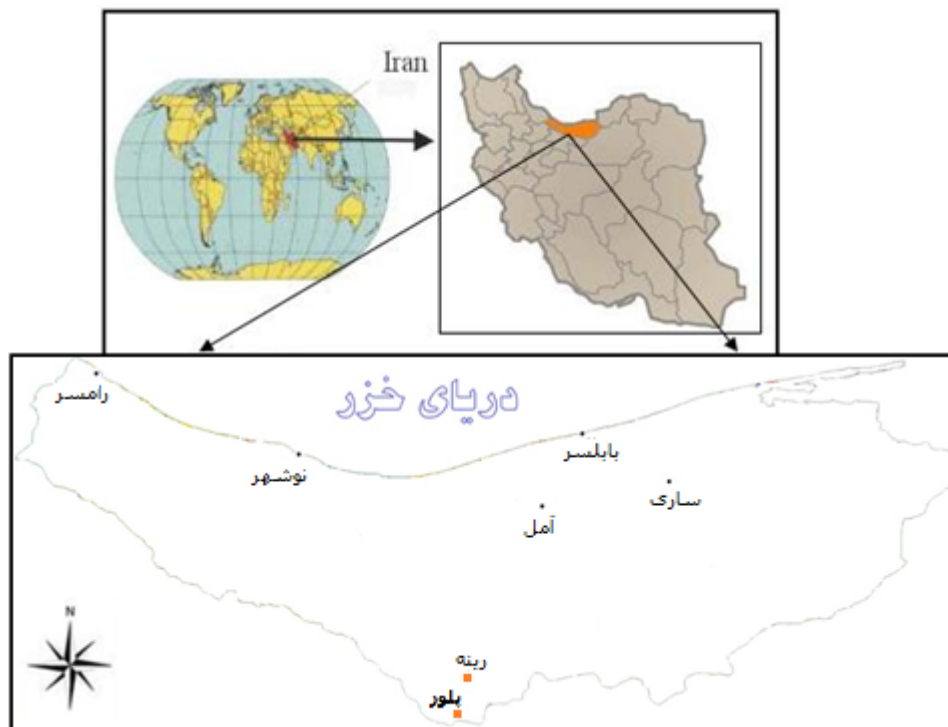 Iran
دریای خزر
رامسر
نوشهر
بابلسر
ساری
آمل
N
رینه
پلور